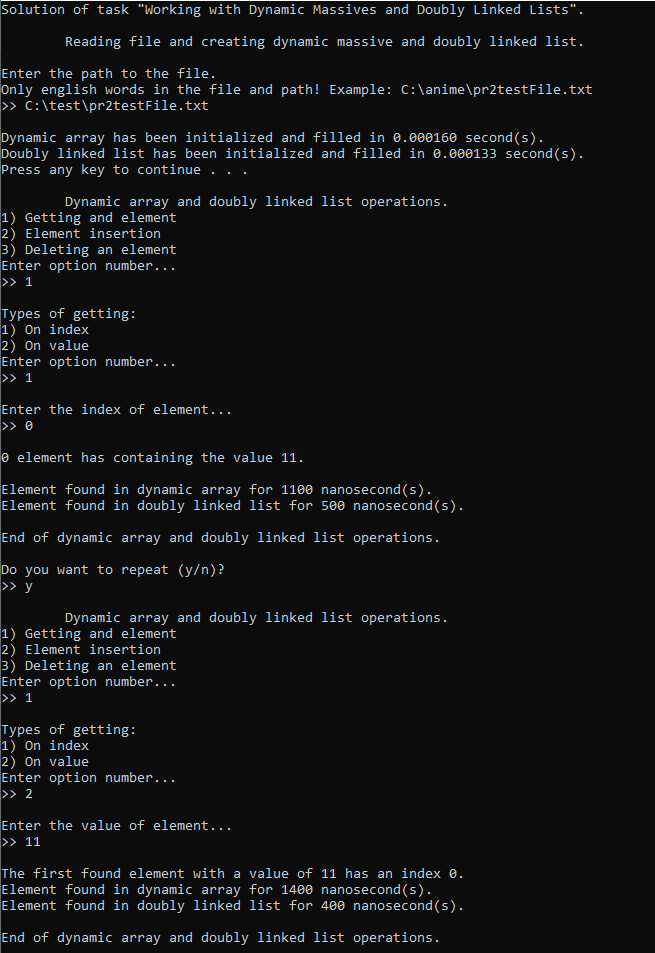 Solution of task "Working with Dynamic Massives and Doubly Linked Lists".
Reading file and creating dynamic massive and doubly linked list.
Enter the path to the file.
Only english words in the file and path! Example: C:\anime\pr2testFile.txt
>> C:\test\pr2testFile.txt
Dynamic array has been initialized and filled in 0.000160 second(s).
Doubly linked list has been initialized and filled in 0.000133 second(s).
Press any key to continue . . .
Dynamic array and doubly linked list operations.
1) Getting and element
2) Element insertion
3) Deleting an element
Enter option number...
>> 1
Types of getting:
1) On index
2) On value
Enter option number...
>> 1
Enter the index of element...
>> 0
0 element has containing the value 11.
Element found in dynamic array for 1100 nanosecond(s).
Element found in doubly linked list for 500 nanosecond(s).
End of dynamic array and doubly linked list operations.
Do you want to repeat (y/n)?
>> y
Dynamic array and doubly linked list operations.
1) Getting and element
2) Element insertion
3) Deleting an element
Enter option number...
>> 1
Types of getting:
1) On index
2) On value
Enter option number...
>> 2
Enter the value of element...
>> 11
The first found element with a value of 11 has an index 0.
Element found in dynamic array for 1400 nanosecond(s).
Element found in doubly linked list for 400 nanosecond(s).
End of dynamic array and doubly linked list operations.